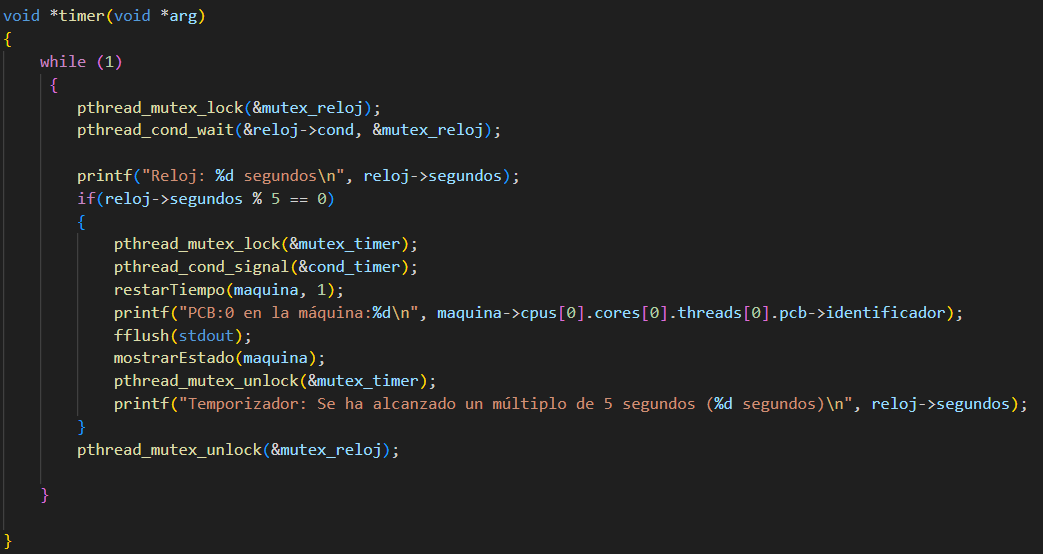 void *timer(void *arg)
{
while (1)
{
pthread_mutex_lock(&mutex_reloj);
pthread_cond_wait(&reloj->cond, &mutex_reloj);
printf("Reloj: %d segundos\n", reloj->segundos);
if(reloj->segundos % 5 == 0)
{
pthread_mutex_lock(&mutex_timer);
pthread_cond_signal(&cond_timer);
restarTiempo(maquina, 1);
printf("PCB:0 en la máquina:%d\n", maquina->cpus[0].cores[0].threads[0].pcb->identificador);
fflush(stdout);
mostrarEstado(maquina);
pthread_mutex_unlock(&mutex_timer);
printf("Temporizador: Se ha alcanzado un múltiplo de 5 segundos (%d segundos)\n", reloj->segundos);
}
pthread_mutex_unlock(&mutex_reloj);
}
}